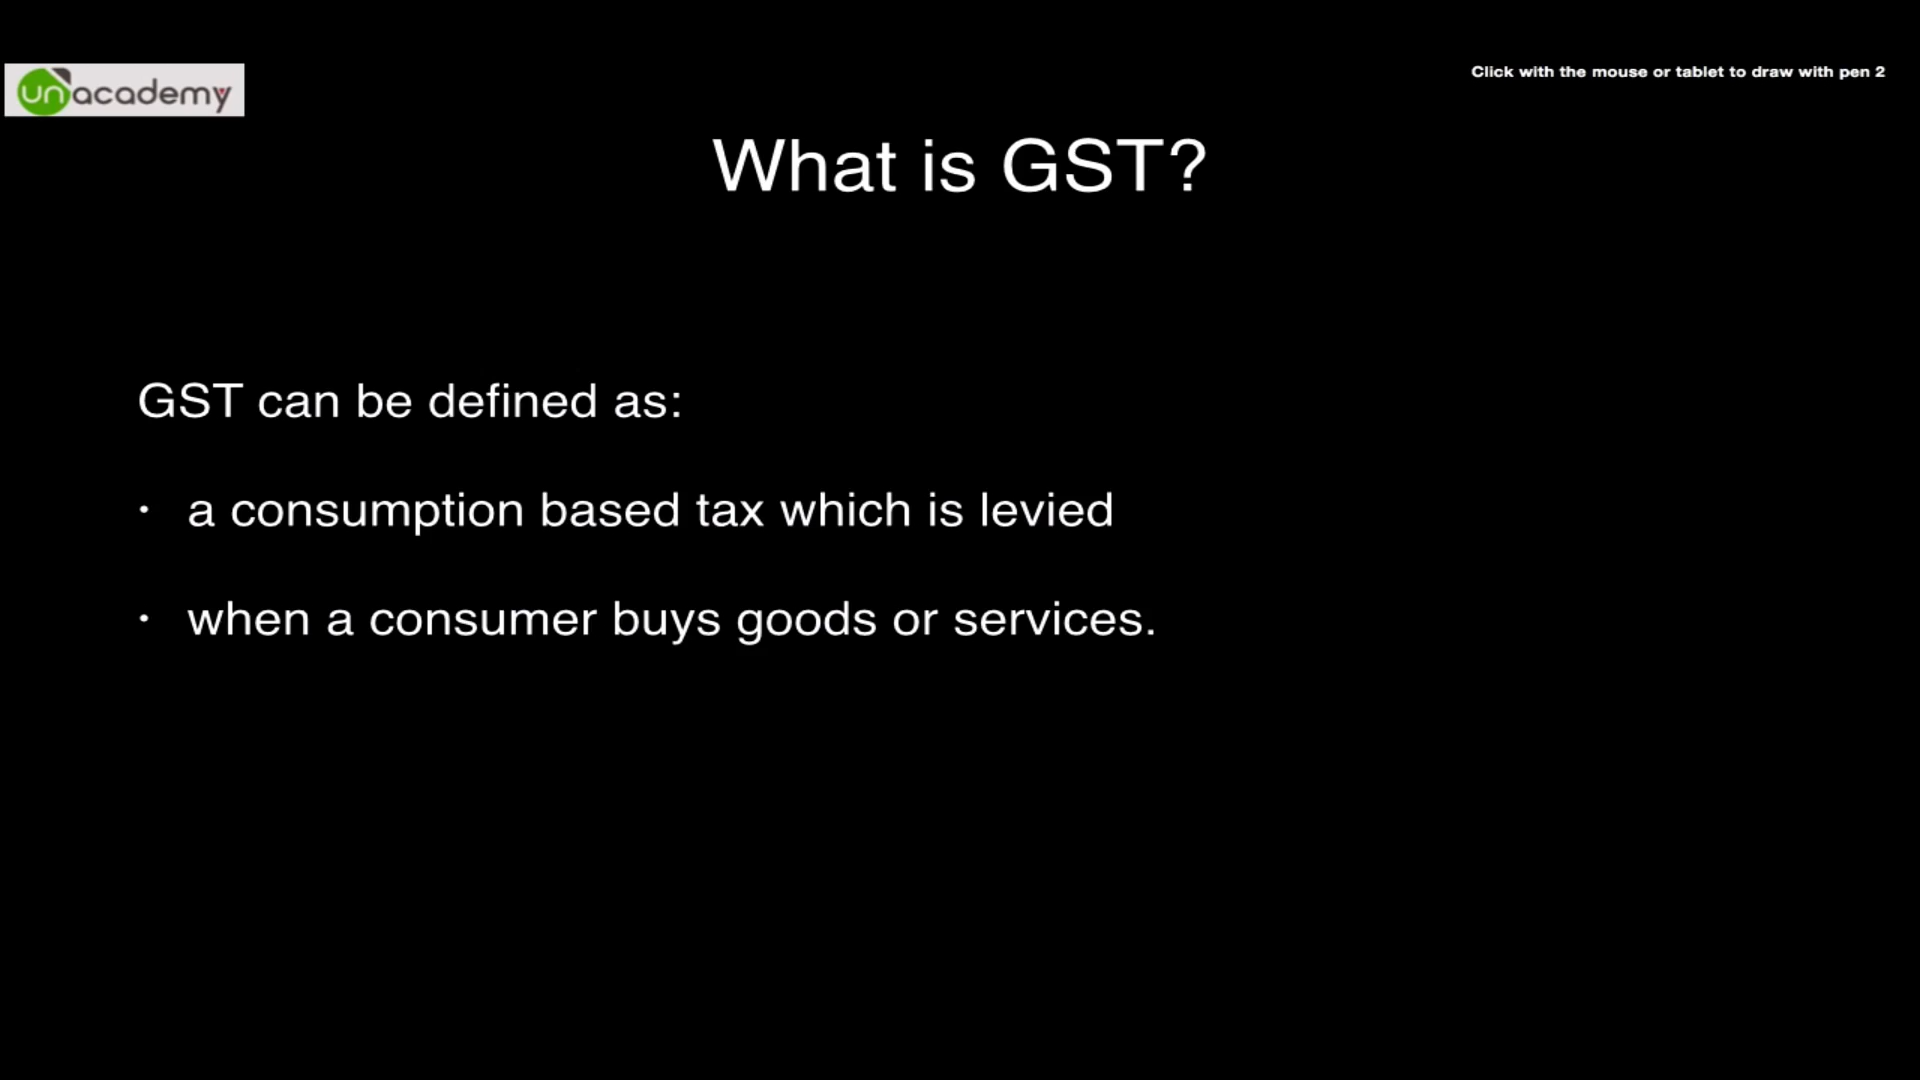 unacademy
Click with the mouse or tablet to draw with pen 2
What is GST?
GST can be defined as:
• a consumption based tax which is levied
• when a consumer buys goods or services.